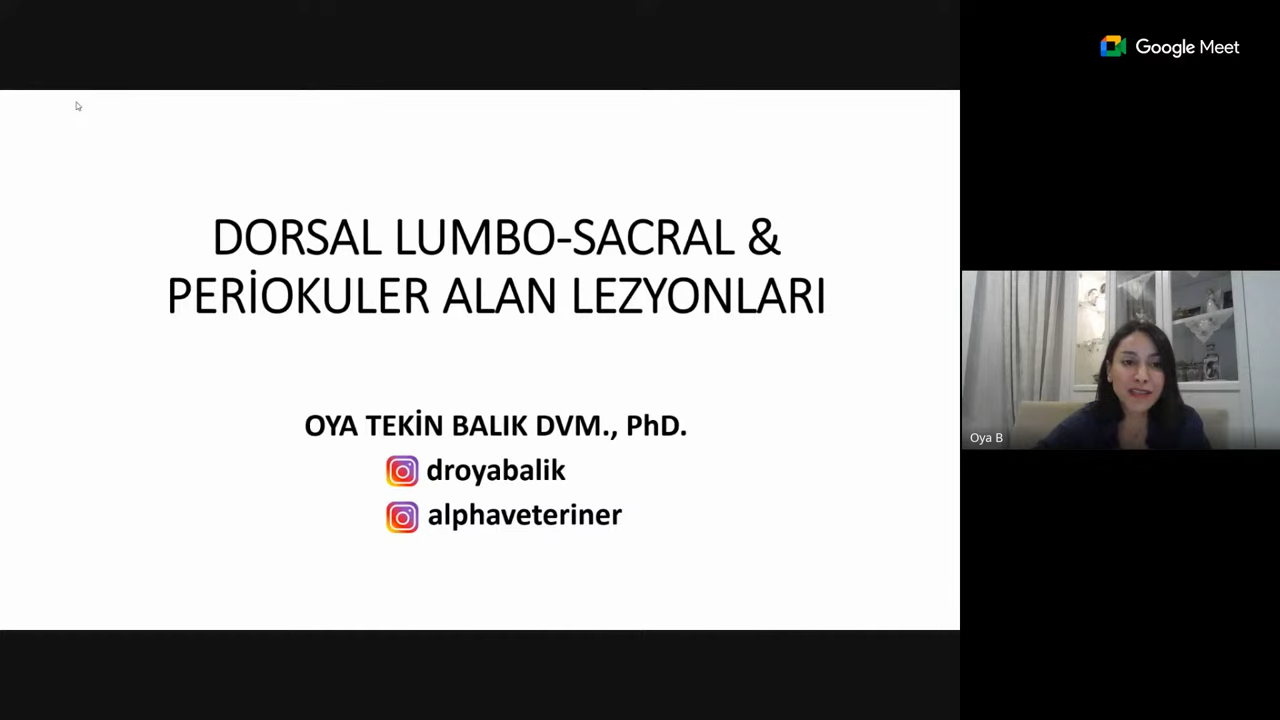 Google Meet
DORSAL LUMBO-SACRAL &
PERİOKULER ALAN LEZYONLARI
OYA TEKİN BALIK DVM., PhD.
droyabalik
alphaveteriner
Oya B